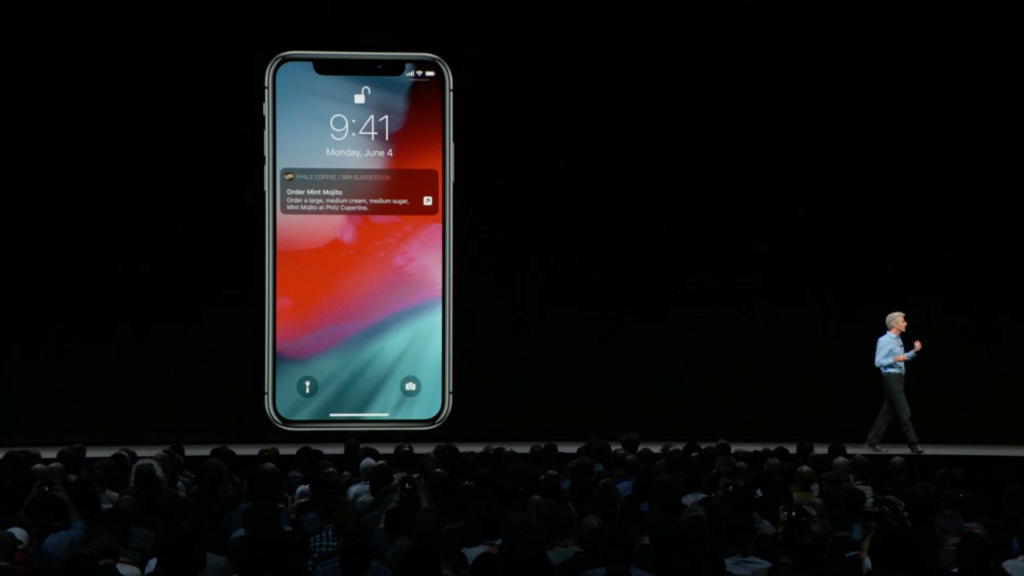 9:41
Monday, June 4
PHILZ COFFEE | SIRI SUGGESTION
Order Mint Mojito
Order a large, medium cream, medium sugar,
Mint Mojito at Philz Cupertino.